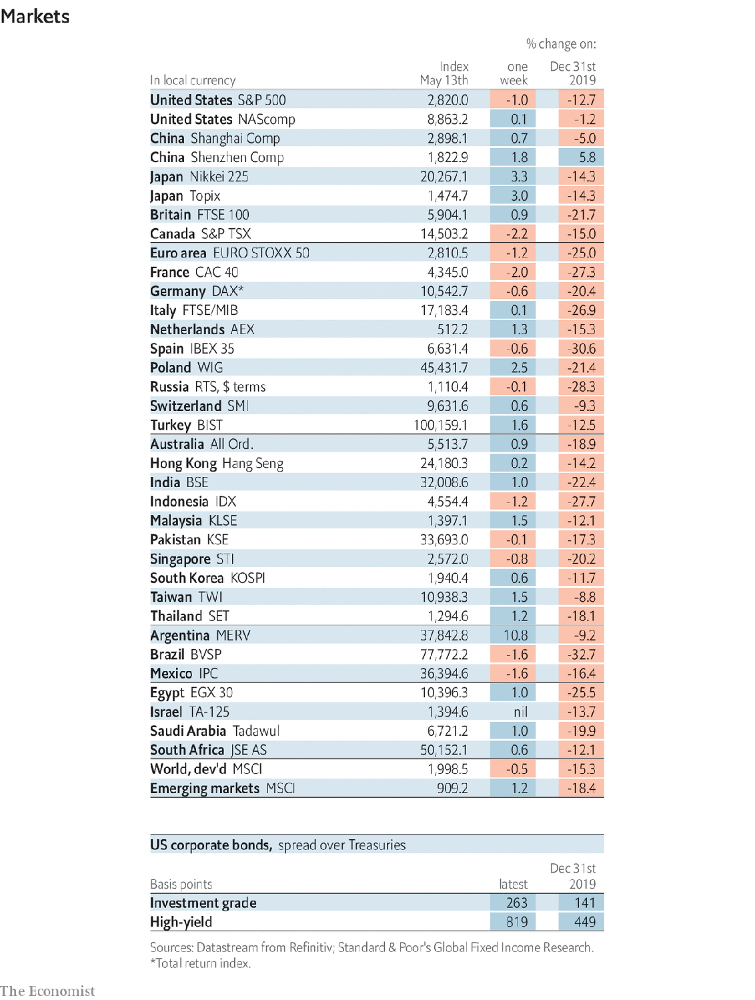 Markets
% change on:
Index one Dec 31st
In local currency May 13th week 2019
United States S&P 500 2,820.0 -1.0 -12.7
United States NAScomp 8,863.2 0.1 -1.2
China Shanghai Comp 2,898.1 0.7 -5.0
China Shenzhen Comp 1,822.9 1.8 5.8
Japan Nikkei 225 20,267.1 3.3 -14.3
Japan Topix 1,474.7 3.0 -14.3
Britain FTSE 100 5,904.1 0.9 -21.7
Canada S&P TSX 14,503.2 -2.2 -15.0
Euro area EURO STOXX 50 2,810.5 -1.2 -25.0
France CAC 40 4,345.0 -2.0 -27.3
Germany DAX* 10,542.7 -0.6 -20.4
Italy FTSE/MIB 17,183.4 0.1 -26.9
Netherlands AEX 512.2 1.3 -15.3
Spain IBEX 35 6,631.4 -0.6 -30.6
Poland WIG 45,431.7 2.5 -21.4
Russia RTS, $ terms 1,110.4 -0.1 -28.3
Switzerland SMI 9,631.6 0.6 -9.3
Turkey BIST 100,159.1 1.6 -12.5
Australia All Ord. 5,513.7 0.9 -18.9
Hong Kong Hang Seng 24,180.3 0.2 -14.2
India BSE 32,008.6 1.0 -22.4
Indonesia IDX 4,554.4 -1.2 -27.7
Malaysia KLSE 1,397.1 1.5 -12.1
Pakistan KSE 33,693.0 -0.1 -17.3
Singapore STI 2,572.0 -0.8 -20.2
South Korea KOSPI 1,940.4 0.6 -11.7
Taiwan TWI 10,938.3 1.5 -8.8
Thailand SET 1,294.6 1.2 -18.1
Argentina MERV 37,842.8 10.8 -9.2
Brazil BVSP 77,772.2 -1.6 -32.7
Mexico IPC 36,394.6 -1.6 -16.4
Egypt EGX 30 10,396.3 1.0 -25.5
Israel TA-125 1,394.6 nil -13.7
Saudi Arabia Tadawul 6,721.2 1.0 -19.9
South Africa JSE AS 50,152.1 0.6 -12.1
World, dev'd MSCI 1,998.5 -0.5 -15.3
Emerging markets MSCI 909.2 1.2 -18.4
US corporate bonds, spread over Treasuries
Dec 31st
Basis points latest 2019
Investment grade 263 141
High-yield 819 449
Sources: Datastream from Refinitiv; Standard & Poor's Global Fixed Income Research.
*Total return index.
The Economist